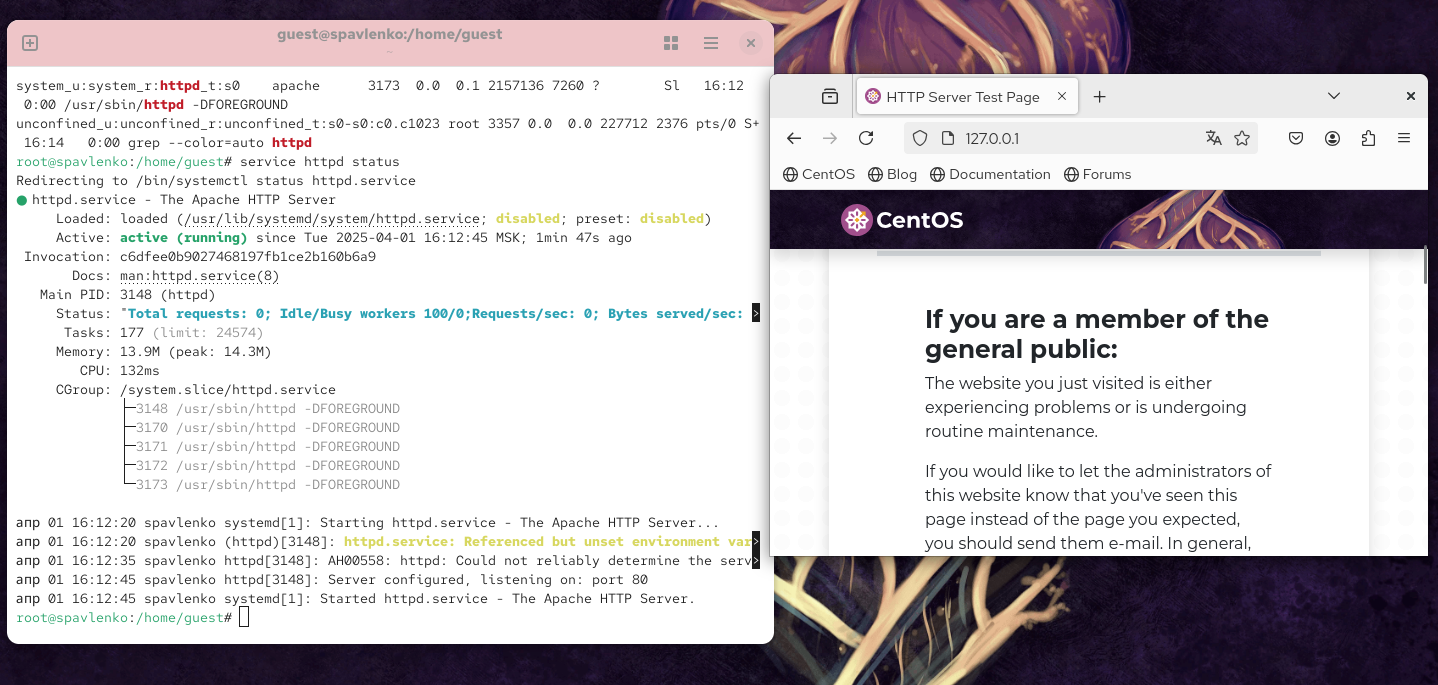 guest@spavlenko:/home/guest
~
system_u:system_r:httpd_t:s0    apache      3173  0.0  0.1 2157136 7260 ?        Sl   16:12
 0:00 /usr/sbin/httpd -DFOREGROUND
unconfined_u:unconfined_r:unconfined_t:s0-s0:c0.c1023 root 3357 0.0  0.0 227712 2376 pts/0 S+
 16:14   0:00 grep --color=auto httpd
root@spavlenko:/home/guest# service httpd status
Redirecting to /bin/systemctl status httpd.service
● httpd.service - The Apache HTTP Server
     Loaded: loaded (/usr/lib/systemd/system/httpd.service; disabled; preset: disabled)
     Active: active (running) since Tue 2025-04-01 16:12:45 MSK; 1min 47s ago
 Invocation: c6dfee0b9027468197fb1ce2b160b6a9
       Docs: man:httpd.service(8)
   Main PID: 3148 (httpd)
     Status: "Total requests: 0; Idle/Busy workers 100/0;Requests/sec: 0; Bytes served/sec: >
      Tasks: 177 (limit: 24574)
     Memory: 13.9M (peak: 14.3M)
        CPU: 132ms
     CGroup: /system.slice/httpd.service
             ├─3148 /usr/sbin/httpd -DFOREGROUND
             ├─3170 /usr/sbin/httpd -DFOREGROUND
             ├─3171 /usr/sbin/httpd -DFOREGROUND
             ├─3172 /usr/sbin/httpd -DFOREGROUND
             └─3173 /usr/sbin/httpd -DFOREGROUND
апр 01 16:12:20 spavlenko systemd[1]: Starting httpd.service - The Apache HTTP Server...
апр 01 16:12:20 spavlenko (httpd)[3148]: httpd.service: Referenced but unset environment var>
апр 01 16:12:35 spavlenko httpd[3148]: AH00558: httpd: Could not reliably determine the serv>
апр 01 16:12:45 spavlenko httpd[3148]: Server configured, listening on: port 80
апр 01 16:12:45 spavlenko systemd[1]: Started httpd.service - The Apache HTTP Server.
root@spavlenko:/home/guest#
HTTP Server Test Page
127.0.0.1
CentOS Blog Documentation Forums
CentOS
If you are a member of the
general public:
The website you just visited is either
experiencing problems or is undergoing
routine maintenance.
If you would like to let the administrators of
this website know that you've seen this
page instead of the page you expected,
you should send them e-mail. In general,